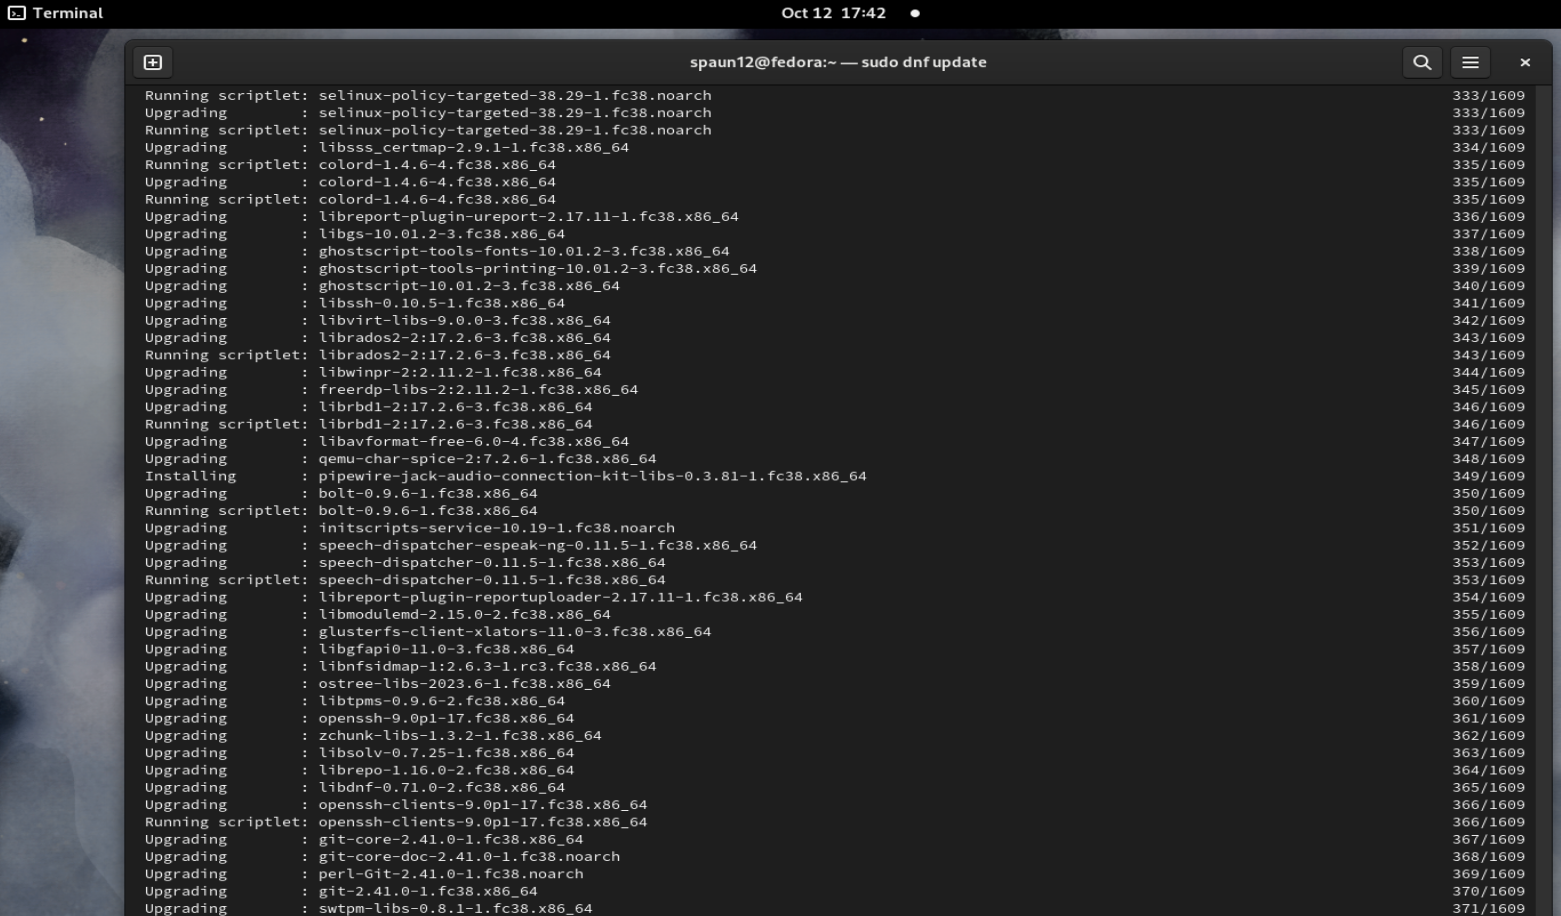 Terminal
Oct 12 17:42
spaun12@fedora:~ — sudo dnf update
Running scriptlet: selinux-policy-targeted-38.29-1.fc38.noarch 333/1609
Upgrading : selinux-policy-targeted-38.29-1.fc38.noarch 333/1609
Running scriptlet: selinux-policy-targeted-38.29-1.fc38.noarch 333/1609
Upgrading : libsss_certmap-2.9.1-1.fc38.x86_64 334/1609
Running scriptlet: colord-1.4.6-4.fc38.x86_64 335/1609
Upgrading : colord-1.4.6-4.fc38.x86_64 335/1609
Running scriptlet: colord-1.4.6-4.fc38.x86_64 335/1609
Upgrading : libreport-plugin-ureport-2.17.11-1.fc38.x86_64 336/1609
Upgrading : libgs-10.01.2-3.fc38.x86_64 337/1609
Upgrading : ghostscript-tools-fonts-10.01.2-3.fc38.x86_64 338/1609
Upgrading : ghostscript-tools-printing-10.01.2-3.fc38.x86_64 339/1609
Upgrading : ghostscript-10.01.2-3.fc38.x86_64 340/1609
Upgrading : libssh-0.10.5-1.fc38.x86_64 341/1609
Upgrading : libvirt-libs-9.0.0-3.fc38.x86_64 342/1609
Upgrading : librados2-2:17.2.6-3.fc38.x86_64 343/1609
Running scriptlet: librados2-2:17.2.6-3.fc38.x86_64 343/1609
Upgrading : libwinpr-2:2.11.2-1.fc38.x86_64 344/1609
Upgrading : freerdp-libs-2:2.11.2-1.fc38.x86_64 345/1609
Upgrading : librbd1-2:17.2.6-3.fc38.x86_64 346/1609
Running scriptlet: librbd1-2:17.2.6-3.fc38.x86_64 346/1609
Upgrading : libavformat-free-6.0-4.fc38.x86_64 347/1609
Upgrading : qemu-char-spice-2:7.2.6-1.fc38.x86_64 348/1609
Installing : pipewire-jack-audio-connection-kit-libs-0.3.81-1.fc38.x86_64 349/1609
Upgrading : bolt-0.9.6-1.fc38.x86_64 350/1609
Running scriptlet: bolt-0.9.6-1.fc38.x86_64 350/1609
Upgrading : initscripts-service-10.19-1.fc38.noarch 351/1609
Upgrading : speech-dispatcher-espeak-ng-0.11.5-1.fc38.x86_64 352/1609
Upgrading : speech-dispatcher-0.11.5-1.fc38.x86_64 353/1609
Running scriptlet: speech-dispatcher-0.11.5-1.fc38.x86_64 353/1609
Upgrading : libreport-plugin-reportuploader-2.17.11-1.fc38.x86_64 354/1609
Upgrading : libmodulemd-2.15.0-2.fc38.x86_64 355/1609
Upgrading : glusterfs-client-xlators-11.0-3.fc38.x86_64 356/1609
Upgrading : libgfapi0-11.0-3.fc38.x86_64 357/1609
Upgrading : libnfsidmap-1:2.6.3-1.rc3.fc38.x86_64 358/1609
Upgrading : ostree-libs-2023.6-1.fc38.x86_64 359/1609
Upgrading : libtpms-0.9.6-2.fc38.x86_64 360/1609
Upgrading : openssh-9.0p1-17.fc38.x86_64 361/1609
Upgrading : zchunk-libs-1.3.2-1.fc38.x86_64 362/1609
Upgrading : libsolv-0.7.25-1.fc38.x86_64 363/1609
Upgrading : librepo-1.16.0-2.fc38.x86_64 364/1609
Upgrading : libdnf-0.71.0-2.fc38.x86_64 365/1609
Upgrading : openssh-clients-9.0p1-17.fc38.x86_64 366/1609
Running scriptlet: openssh-clients-9.0p1-17.fc38.x86_64 366/1609
Upgrading : git-core-2.41.0-1.fc38.x86_64 367/1609
Upgrading : git-core-doc-2.41.0-1.fc38.noarch 368/1609
Upgrading : perl-Git-2.41.0-1.fc38.noarch 369/1609
Upgrading : git-2.41.0-1.fc38.x86_64 370/1609
Upgrading : swtpm-libs-0.8.1-1.fc38.x86_64 371/1609